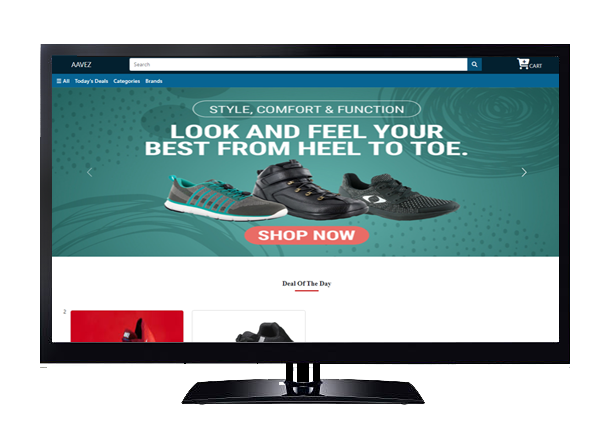 AAVEZ
Search
4
CART
All
Today's Deals
Categories
Brands
STYLE, COMFORT & FUNCTION
LOOK AND FEEL YOUR
BEST FROM HEEL TO TOE.
SHOP NOW
Deal Of The Day
2